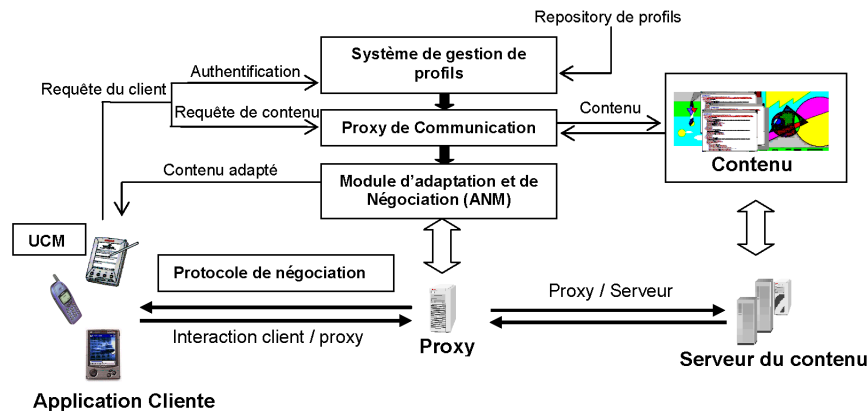 Repository de profils
Système de gestion de
profils
Authentification
Requête du client
Requête de contenu
Proxy de Communication
Contenu
Contenu
Contenu adapté
Module d'adaptation et de
Négociation (ANM)
UCM
Protocole de négociation
Interaction client / proxy
Proxy
Proxy / Serveur
Serveur du contenu
Application Cliente